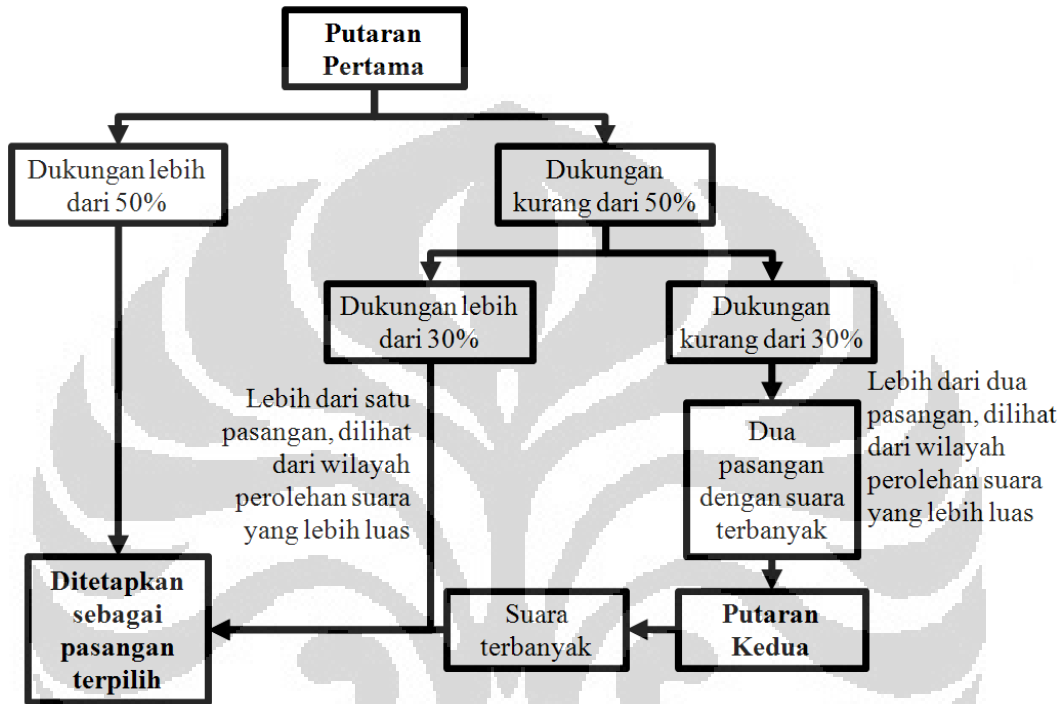 Putaran
Pertama
Dukungan lebih
dari 50%
Dukungan
kurang dari 50%
Dukungan lebih
dari 30%
Dukungan
kurang dari 30%
Lebih dari satu
pasangan, dilihat
dari wilayah
perolehan suara
yang lebih luas
Dua
pasangan
dengan suara
terbanyak
Lebih dari dua
pasangan, dilihat
dari wilayah
perolehan suara
yang lebih luas
Ditetapkan
sebagai
pasangan
terpilih
Suara
terbanyak
Putaran
Kedua